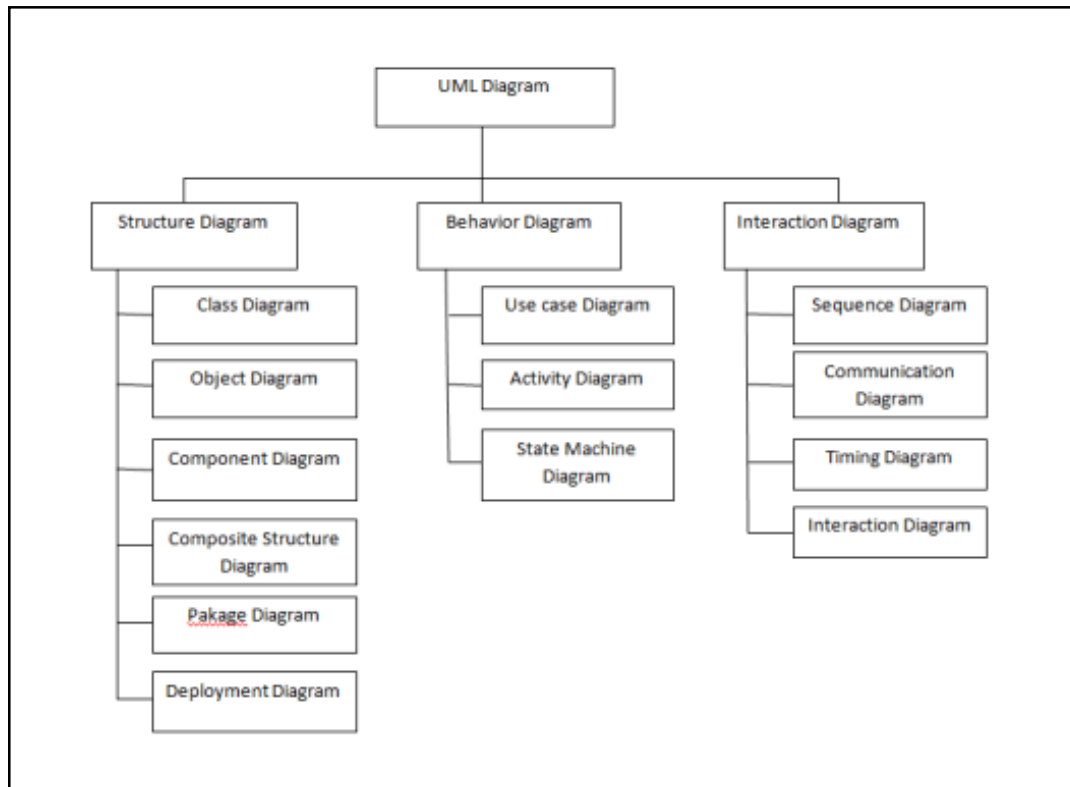 UML Diagram
Structure Diagram
Behavior Diagram
Interaction Diagram
Class Diagram
Use case Diagram
Sequence Diagram
Object Diagram
Activity Diagram
Communication
Diagram
Component Diagram
State Machine
Diagram
Timing Diagram
Composite Structure
Diagram
Interaction Diagram
Pakage Diagram
Deployment Diagram